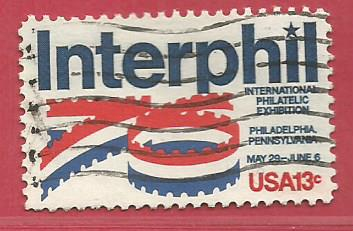 Interphil
INTERNATIONAL
PHILATELIC
EXHIBITION
PHILADELPHIA,
PENNSYLVANIA
MAY 29-JUNE 6
USA13c